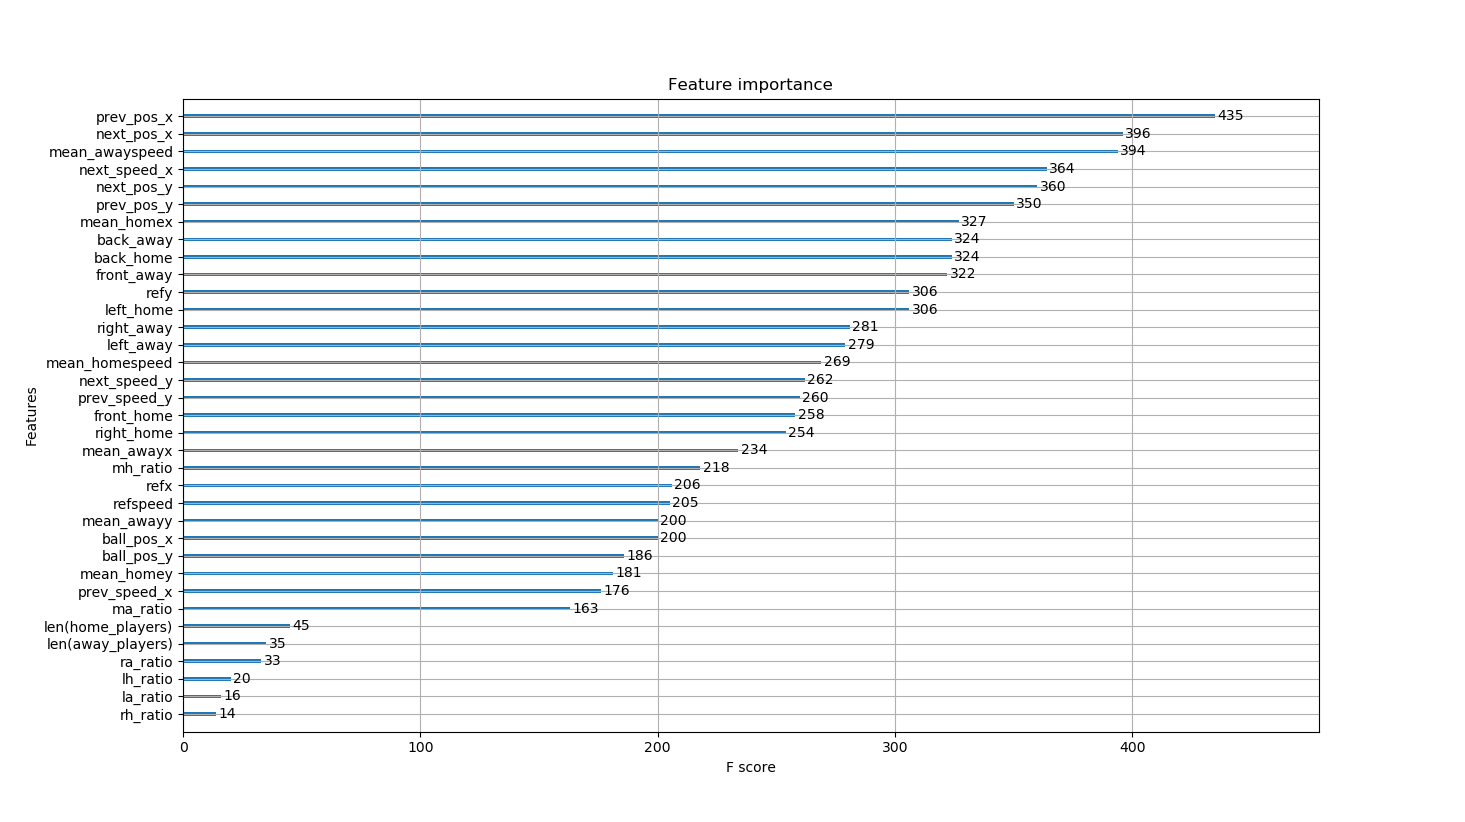 Feature importance
prev_pos_x 435
next_pos_x 396
mean_awayspeed 394
next_speed_x 364
next_pos_y 360
prev_pos_y 350
mean_homex 327
back_away 324
back_home 324
front_away 322
refy 306
left_home 306
right_away 281
left_away 279
mean_homespeed 269
next_speed_y 262
prev_speed_y 260
front_home 258
right_home 254
mean_awayx 234
mh_ratio 218
refx 206
refspeed 205
mean_awayy 200
ball_pos_x 200
ball_pos_y 186
mean_homey 181
prev_speed_x 176
ma_ratio 163
len(home_players) 45
len(away_players) 35
ra_ratio 33
lh_ratio 20
la_ratio 16
rh_ratio 14
Features
0 100 200 300 400
F score